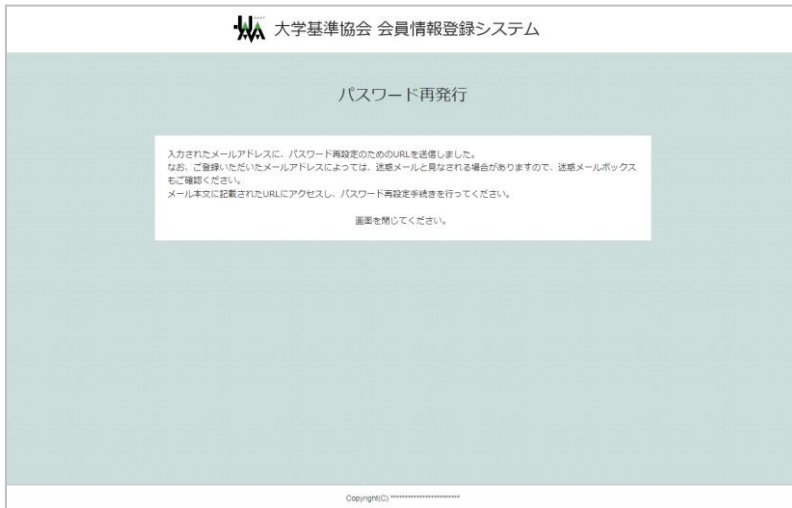 大学基準協会 会員情報登録システム
パスワード再発行
入力されたメールアドレスに、パスワード再設定のためのURLを送信しました。
なお、ご登録いただいたメールアドレスによっては、迷惑メールと見なされる場合がありますので、迷惑メールボックス
もご確認ください。
メール本文に記載されたURLにアクセスし、パスワード再設定手続きを行ってください。
画面を閉じてください。
Copyright(C) ************************